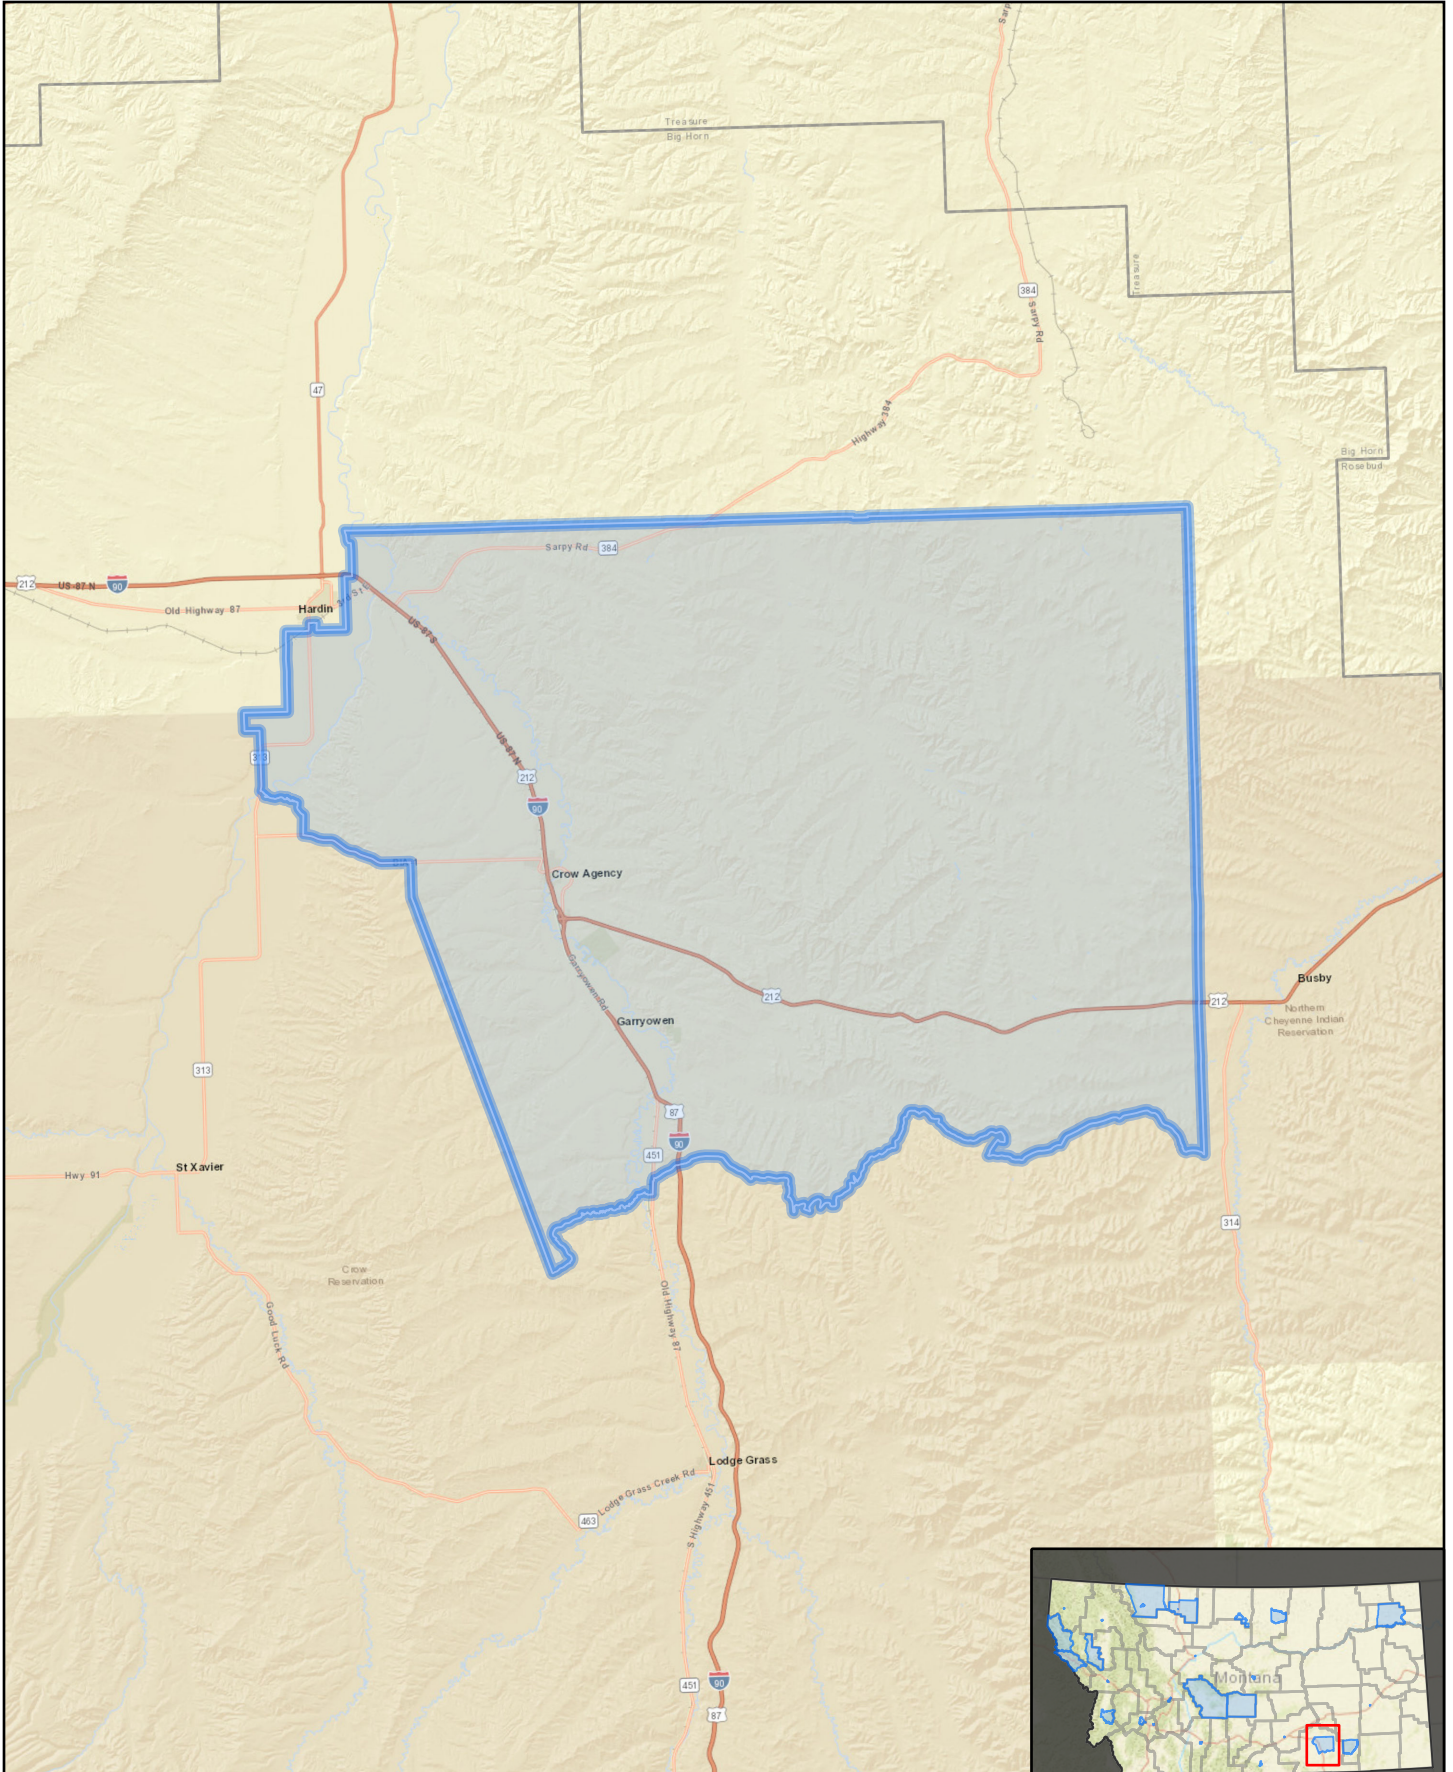 Sarp
Treasure
Big Horn
Treasure
384
Sarpy Rd
47
Highway 384
Big Horn
Rosebud
Sarpy Rd
384
212
US-87 N
90
Old Highway 87
Hardin
3rd St
US-87 S
US-87 N
313
212
90
Crow Agency
212
Garryowen Rd
Garryowen
Busby
212
Northern
Cheyenne Indian
Reservation
313
87
90
451
Hwy 91
St Xavier
314
Crow
Reservation
Old Highway 87
Good Luck Rd
Lodge Grass
Lodge Grass Creek Rd
463
S Highway 451
451
90
87
Montana